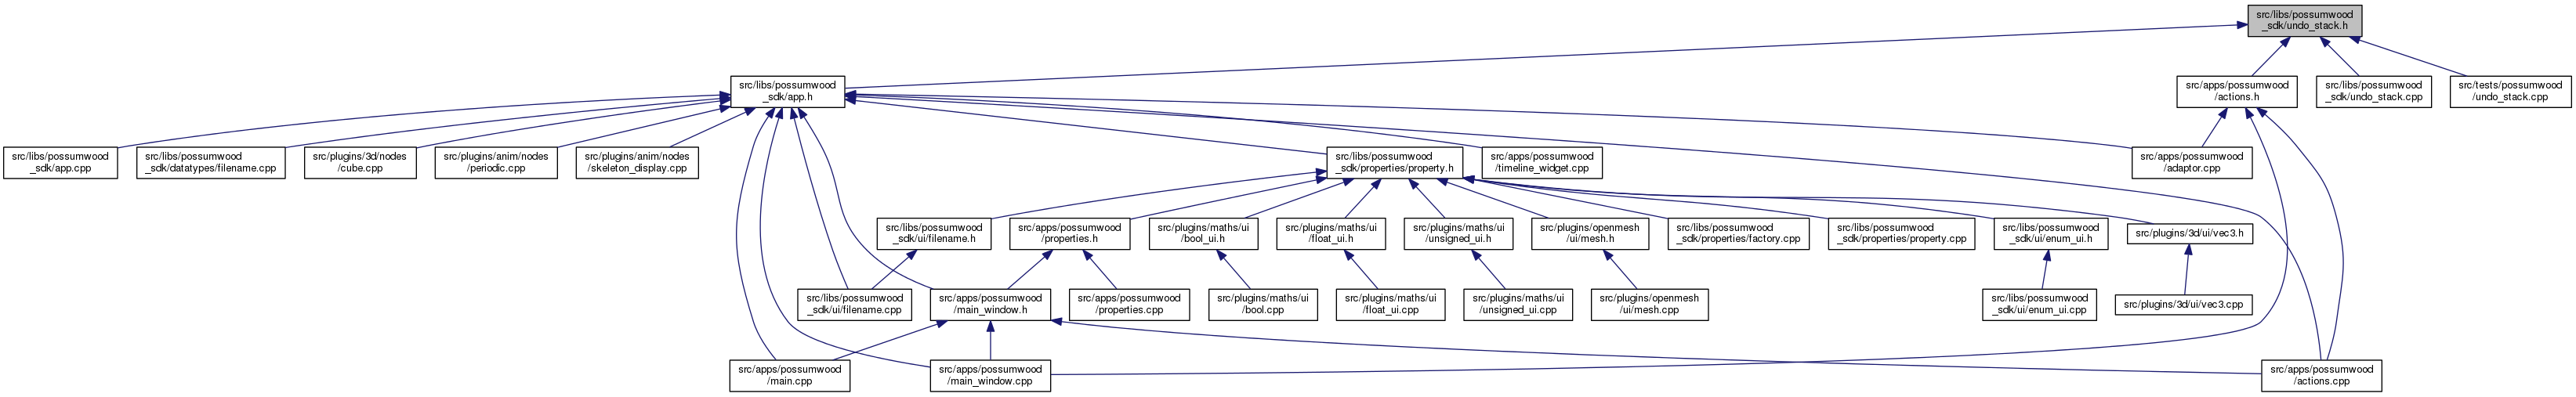 src/libs/possumwood
_sdk/undo_stack.h
src/libs/possumwood
_sdk/app.h
src/apps/possumwood
/actions.h
src/libs/possumwood
_sdk/undo_stack.cpp
src/tests/possumwood
/undo_stack.cpp
src/libs/possumwood
_sdk/app.cpp
src/libs/possumwood
_sdk/datatypes/filename.cpp
src/plugins/3d/nodes
/cube.cpp
src/plugins/anim/nodes
/periodic.cpp
src/plugins/anim/nodes
/skeleton_display.cpp
src/libs/possumwood
_sdk/properties/property.h
src/apps/possumwood
/timeline_widget.cpp
src/apps/possumwood
/adaptor.cpp
src/libs/possumwood
_sdk/ui/filename.h
src/apps/possumwood
/properties.h
src/plugins/maths/ui
/bool_ui.h
src/plugins/maths/ui
/float_ui.h
src/plugins/maths/ui
/unsigned_ui.h
src/plugins/openmesh
/ui/mesh.h
src/libs/possumwood
_sdk/properties/factory.cpp
src/libs/possumwood
_sdk/properties/property.cpp
src/libs/possumwood
_sdk/ui/enum_ui.h
src/plugins/3d/ui/vec3.h
src/libs/possumwood
_sdk/ui/filename.cpp
src/apps/possumwood
/main_window.h
src/apps/possumwood
/properties.cpp
src/plugins/maths/ui
/bool.cpp
src/plugins/maths/ui
/float_ui.cpp
src/plugins/maths/ui
/unsigned_ui.cpp
src/plugins/openmesh
/ui/mesh.cpp
src/libs/possumwood
_sdk/ui/enum_ui.cpp
src/plugins/3d/ui/vec3.cpp
src/apps/possumwood
/main.cpp
src/apps/possumwood
/main_window.cpp
src/apps/possumwood
/actions.cpp